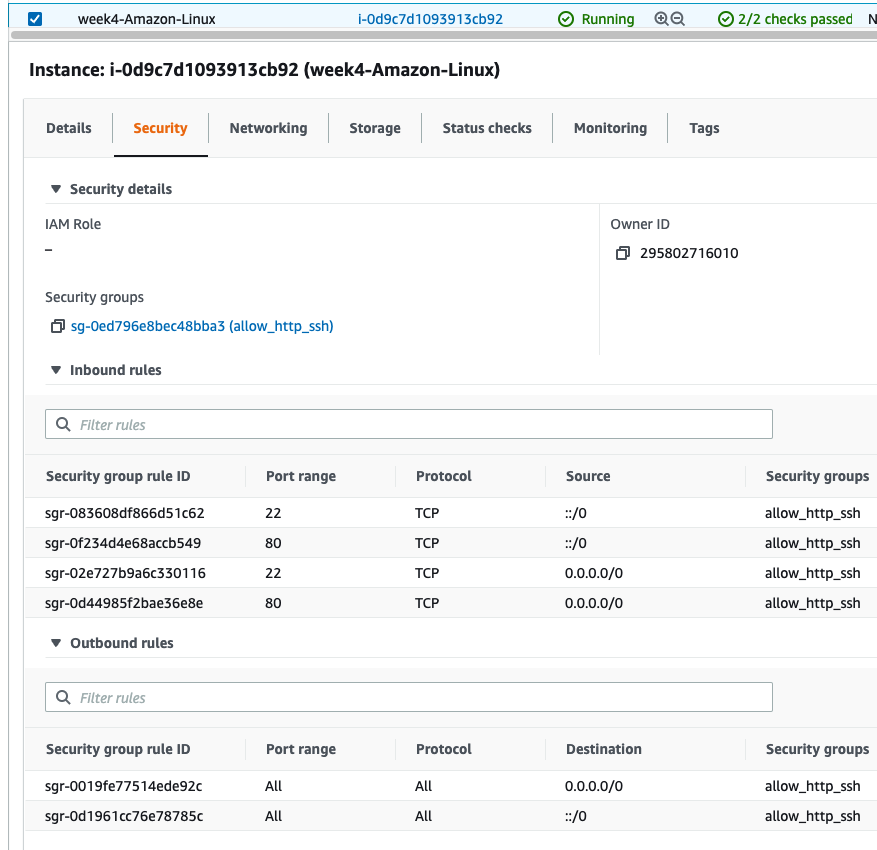 week4-Amazon-Linux i-0d9c7d1093913cb92 Running 2/2 checks passed N
Instance: i-0d9c7d1093913cb92 (week4-Amazon-Linux)
Details Security Networking Storage Status checks Monitoring Tags
Security details
IAM Role Owner ID
– 295802716010
Security groups
sg-0ed796e8bec48bba3 (allow_http_ssh)
Inbound rules
Filter rules
Security group rule ID Port range Protocol Source Security groups
sgr-083608df866d51c62 22 TCP ::/0 allow_http_ssh
sgr-0f234d4e68accb549 80 TCP ::/0 allow_http_ssh
sgr-02e727b9a6c330116 22 TCP 0.0.0.0/0 allow_http_ssh
sgr-0d44985f2bae36e8e 80 TCP 0.0.0.0/0 allow_http_ssh
Outbound rules
Filter rules
Security group rule ID Port range Protocol Destination Security groups
sgr-0019fe77514ede92c All All 0.0.0.0/0 allow_http_ssh
sgr-0d1961cc76e78785c All All ::/0 allow_http_ssh